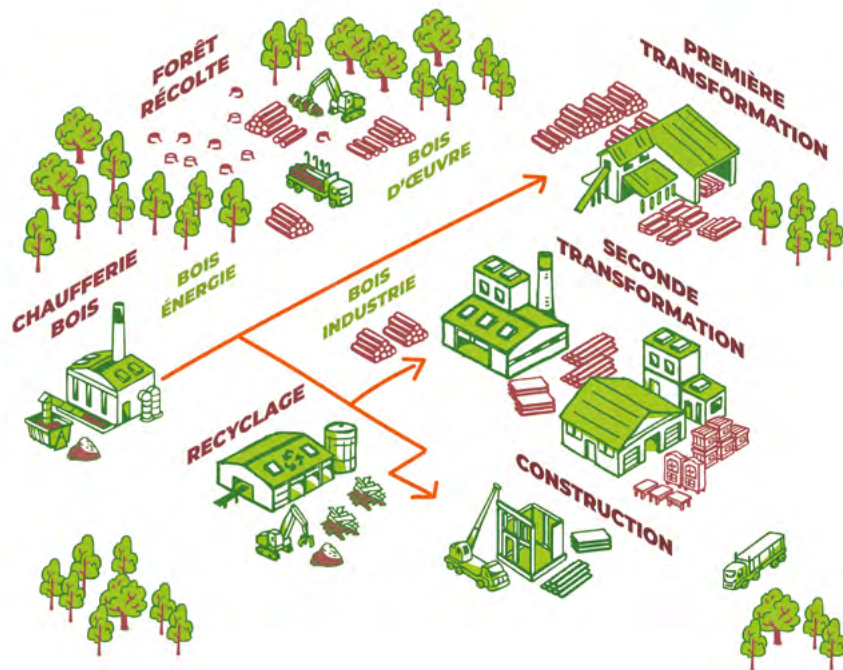 FORÊT
RÉCOLTE
PREMIÈRE
TRANSFORMATION
BOIS
D'ŒUVRE
CHAUFFERIE
BOIS
BOIS
ÉNERGIE
BOIS
INDUSTRIE
SECONDE
TRANSFORMATION
RECYCLAGE
CONSTRUCTION